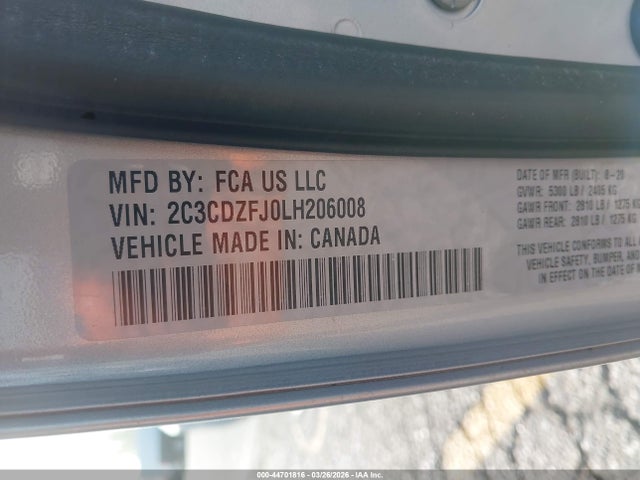 MFD BY: FCA US LLC
VIN: 2C3CDZFJ0LH206008
VEHICLE MADE IN: CANADA
DATE OF MFR (BUILT): 8-20
GVWR: 5300 LB / 2405 KG
GAWR FRONT: 2810 LB / 1275 KG
GAWR REAR: 2810 LB / 1275 KG
THIS VEHICLE CONFORMS TO ALL
VEHICLE SAFETY, BUMPER, AND
IN EFFECT ON THE DATE OF
000-44701816 - 03/26/2026 - IAAI, Inc.